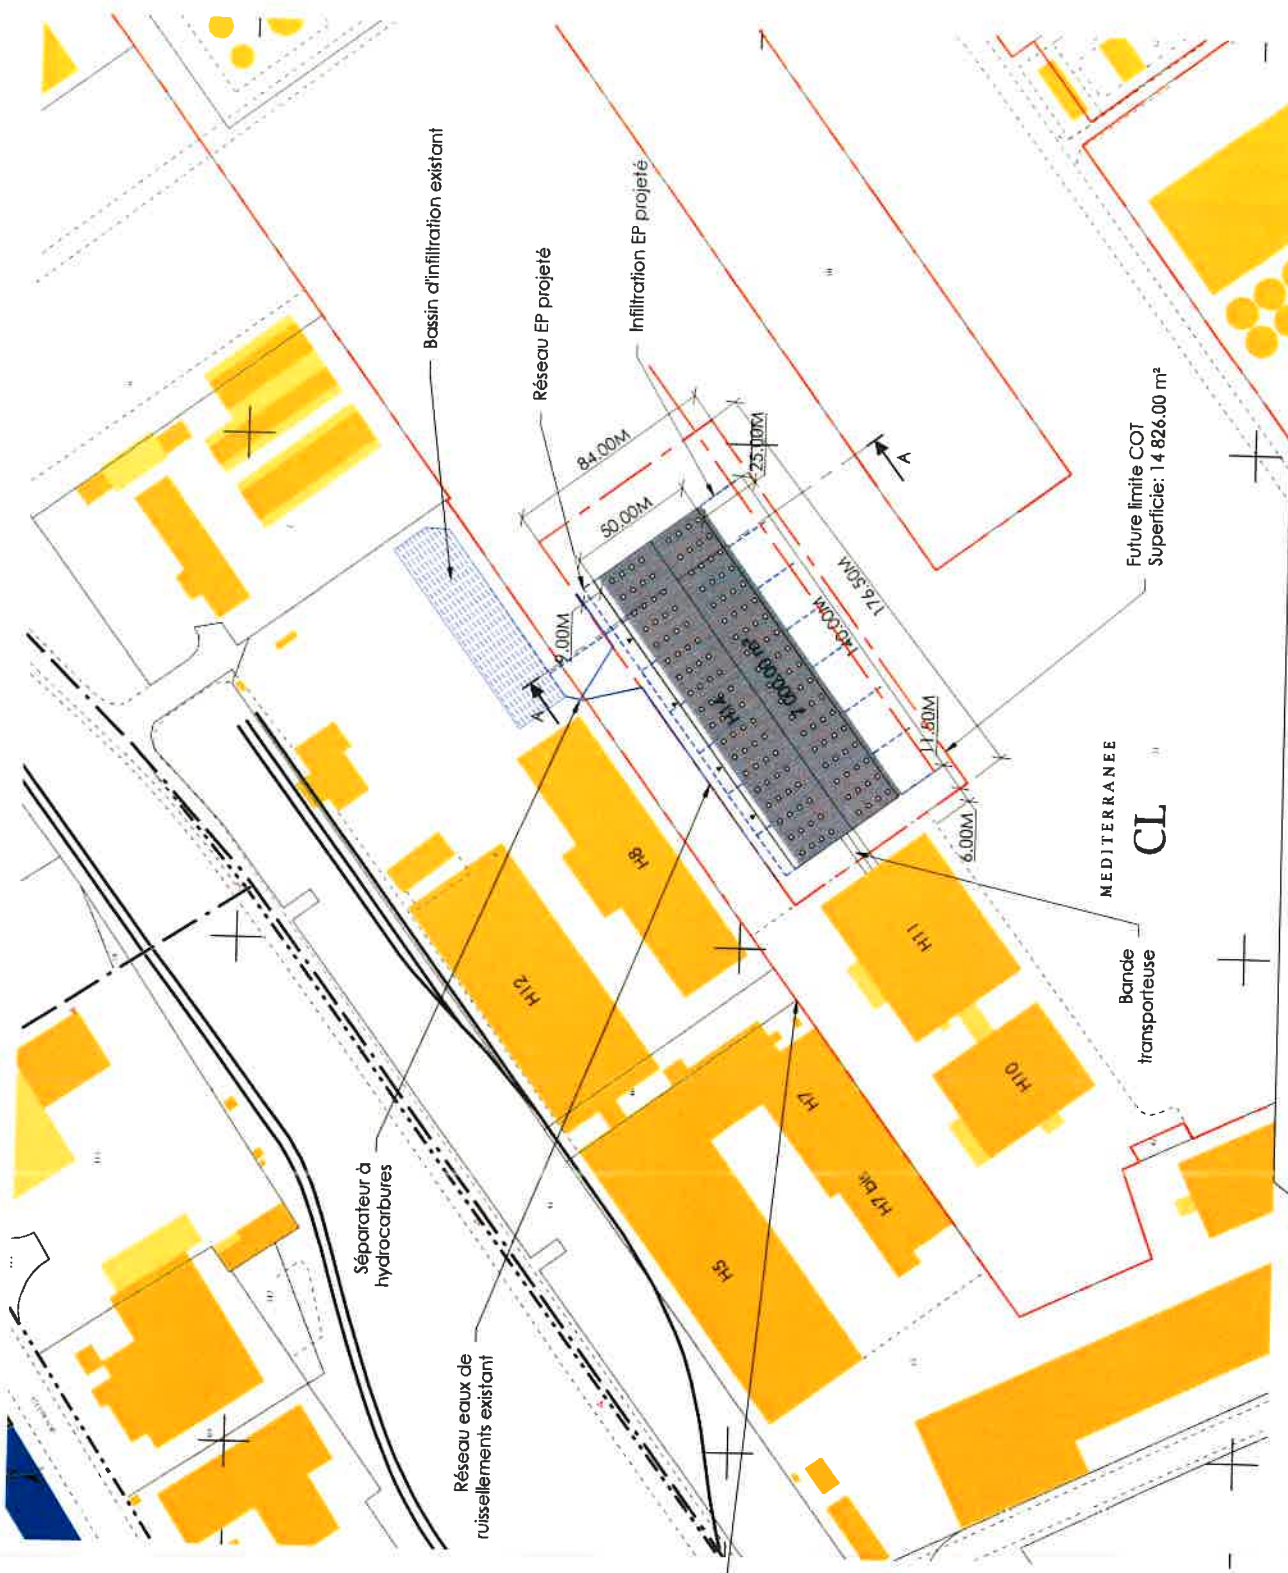 Bassin d'infiltration existant
Réseau EP projeté
Infiltration EP projeté
84.00M
50.00M
25.00M
9.00M
A
A
H14
7 000.00 m²
140.00M
176.50M
11.50M
6.00M
Future limite COT
Superficie: 14 826.00 m²
MEDITERRANEE
CL
Bande
transporteuse
H8
H12
H11
H10
H7
H7 bis
H5
Séparateur à
hydrocarbures
Réseau eaux de
ruissellements existant